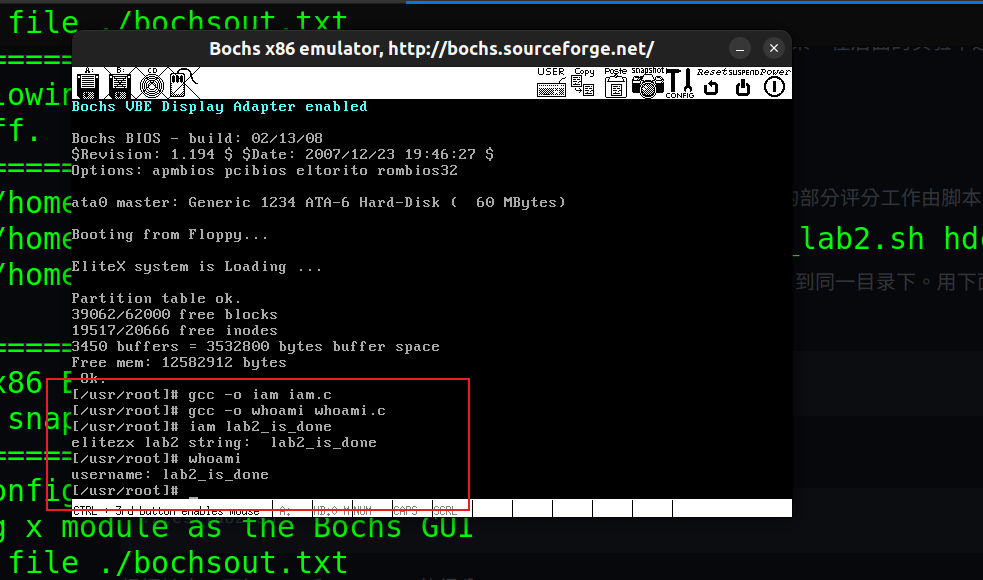 file ./bochsout.txt
Bochs x86 emulator, http://bochs.sourceforge.net/
A: B: CD USER Copy Paste snapshot CONFIG Reset SUSPEND Power
Bochs VBE Display Adapter enabled
Bochs BIOS - build: 02/13/08
$Revision: 1.194 $ $Date: 2007/12/23 19:46:27 $
Options: apmbios pcibios eltorito rombios32
ata0 master: Generic 1234 ATA-6 Hard-Disk ( 60 MBytes)
Booting from Floppy...
EliteX system is Loading ...
Partition table ok.
39062/62000 free blocks
19517/20666 free inodes
3450 buffers = 3532800 bytes buffer space
Free mem: 12582912 bytes
Ok.
[/usr/root]# gcc -o iam iam.c
[/usr/root]# gcc -o whoami whoami.c
[/usr/root]# iam lab2_is_done
elitezx lab2 string: lab2_is_done
[/usr/root]# whoami
username: lab2_is_done
[/usr/root]# _
CTRL + 3rd button enables mouse A: HD:0-M NUM CAPS SCRL
ff.
/home
的部分评分工作由脚本
/home
_lab2.sh hd
/home
到同一目录下。用下
x86
snap
onfig
g x module as the Bochs GUI
file ./bochsout.txt